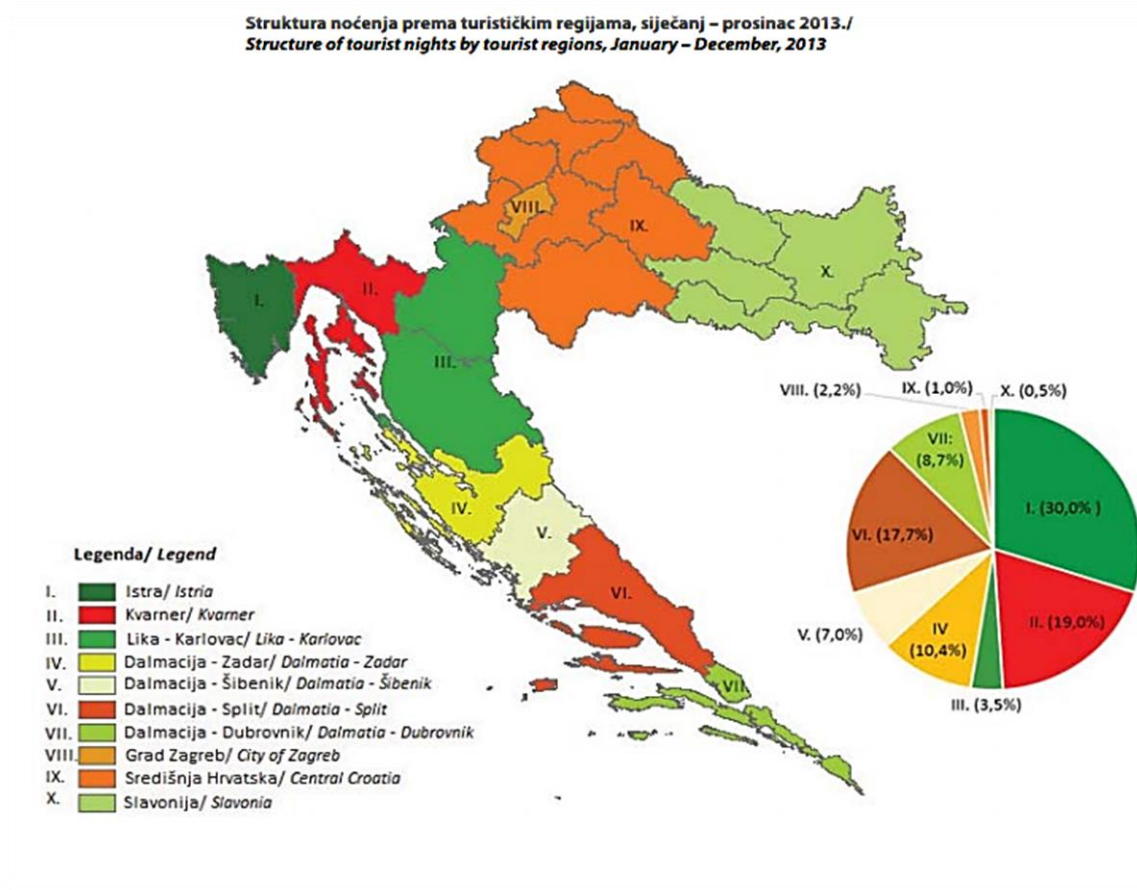 Struktura noćenja prema turističkim regijama, siječanj – prosinac 2013./
Structure of tourist nights by tourist regions, January – December, 2013
VIII.
IX.
X.
I.
II.
III.
IV.
V.
VI.
VII.
VIII. (2,2%)
IX. (1,0%)
X. (0,5%)
VII:
(8,7%)
I. (30,0% )
VI. (17,7%)
II. (19,0%)
V. (7,0%)
IV
(10,4%)
III. (3,5%)
Legenda/ Legend
I. Istra/ Istria
II. Kvarner/ Kvarner
III. Lika - Karlovac/ Lika - Karlovac
IV. Dalmacija - Zadar/ Dalmatia - Zadar
V. Dalmacija - Šibenik/ Dalmatia - Šibenik
VI. Dalmacija - Split/ Dalmatia - Split
VII. Dalmacija - Dubrovnik/ Dalmatia - Dubrovnik
VIII. Grad Zagreb/ City of Zagreb
IX. Središnja Hrvatska/ Central Croatia
X. Slavonija/ Slavonia